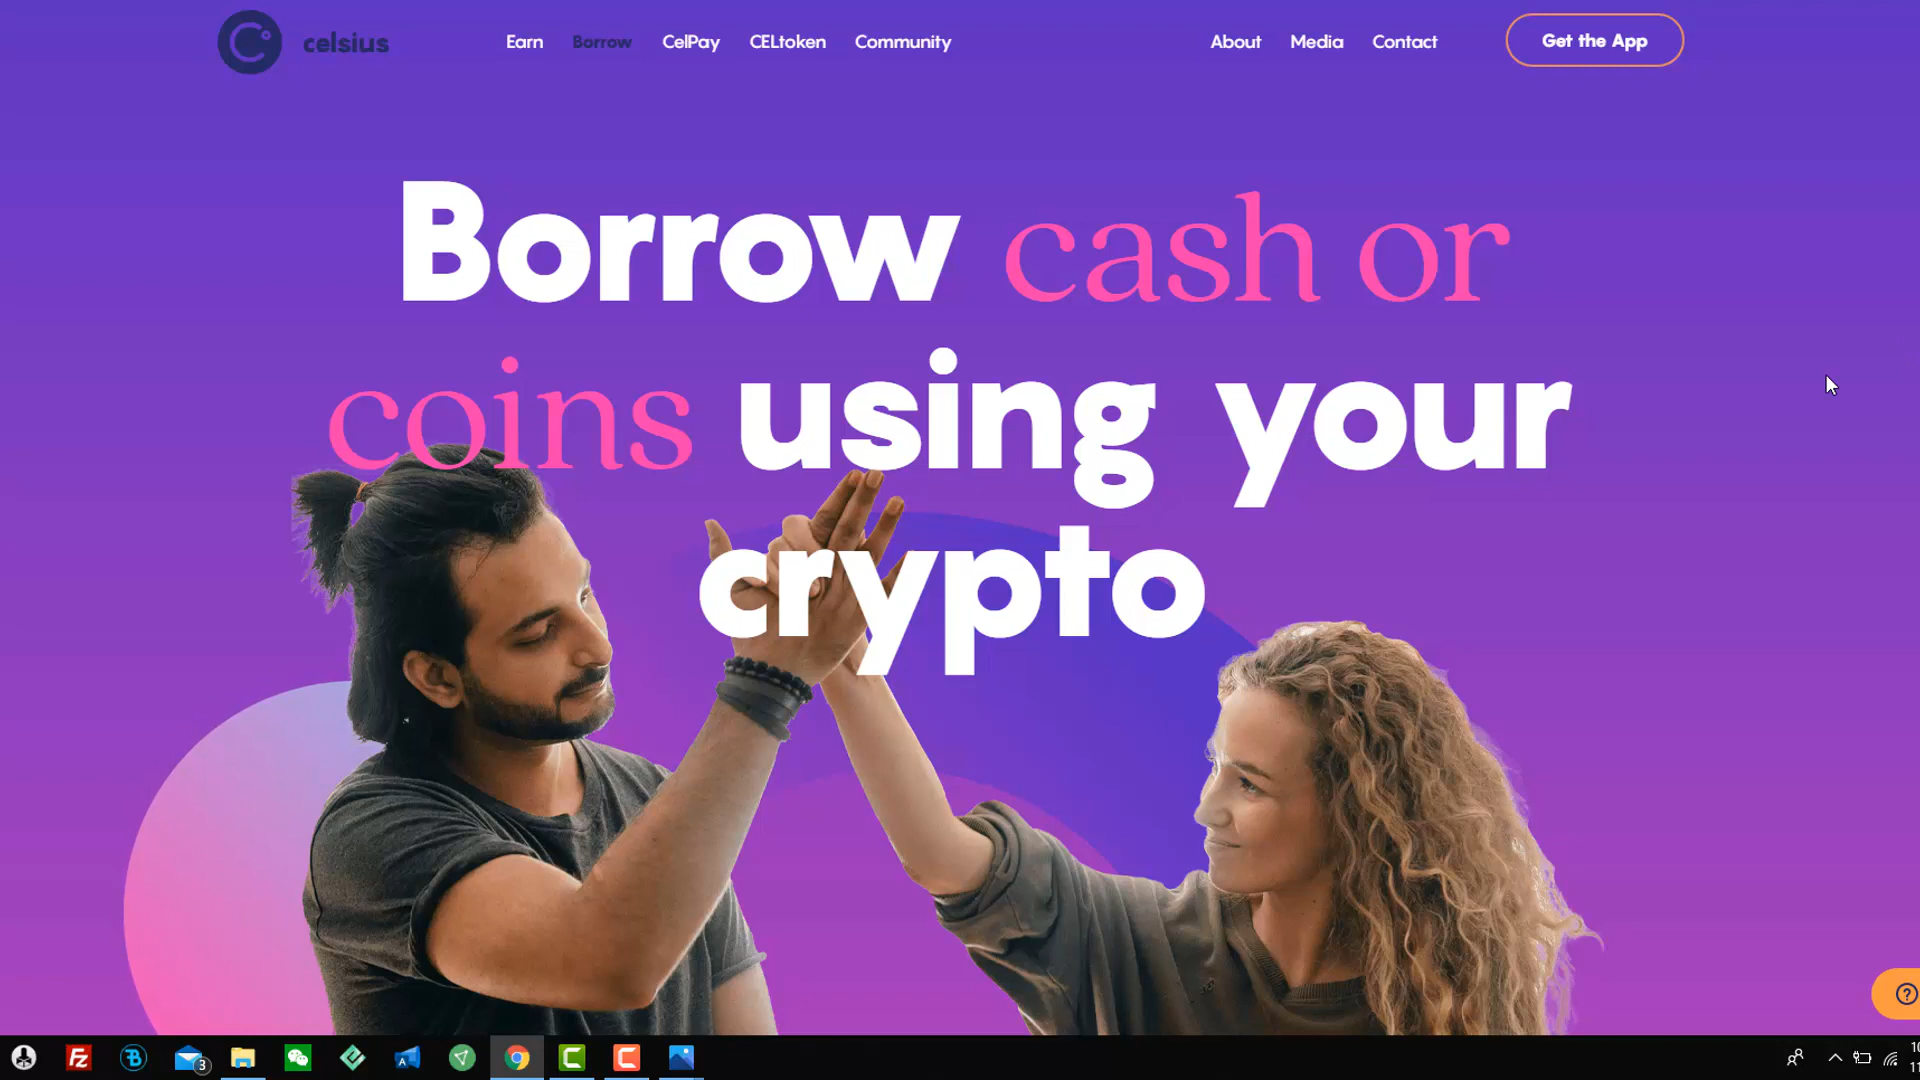 celsius
Earn Borrow CelPay CELtoken Community About Media Contact Get the App
Borrow cash or
coins using your
crypto
3